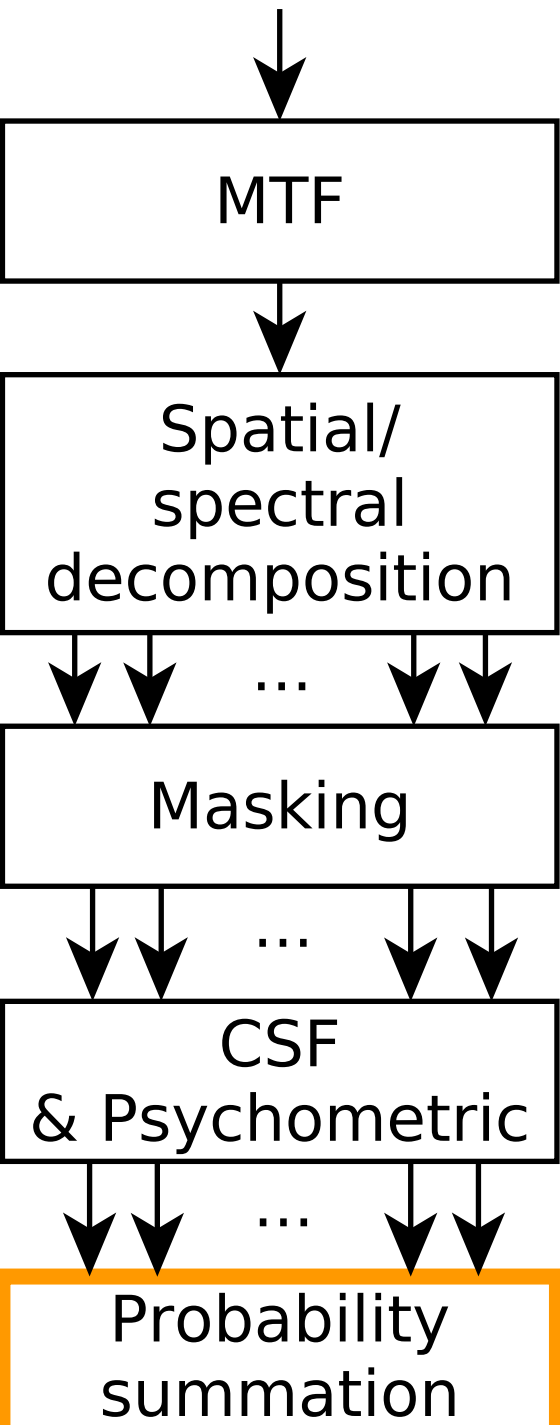 MTF
Spatial/
spectral
decomposition
...
Masking
...
CSF
& Psychometric
...
Probability
summation